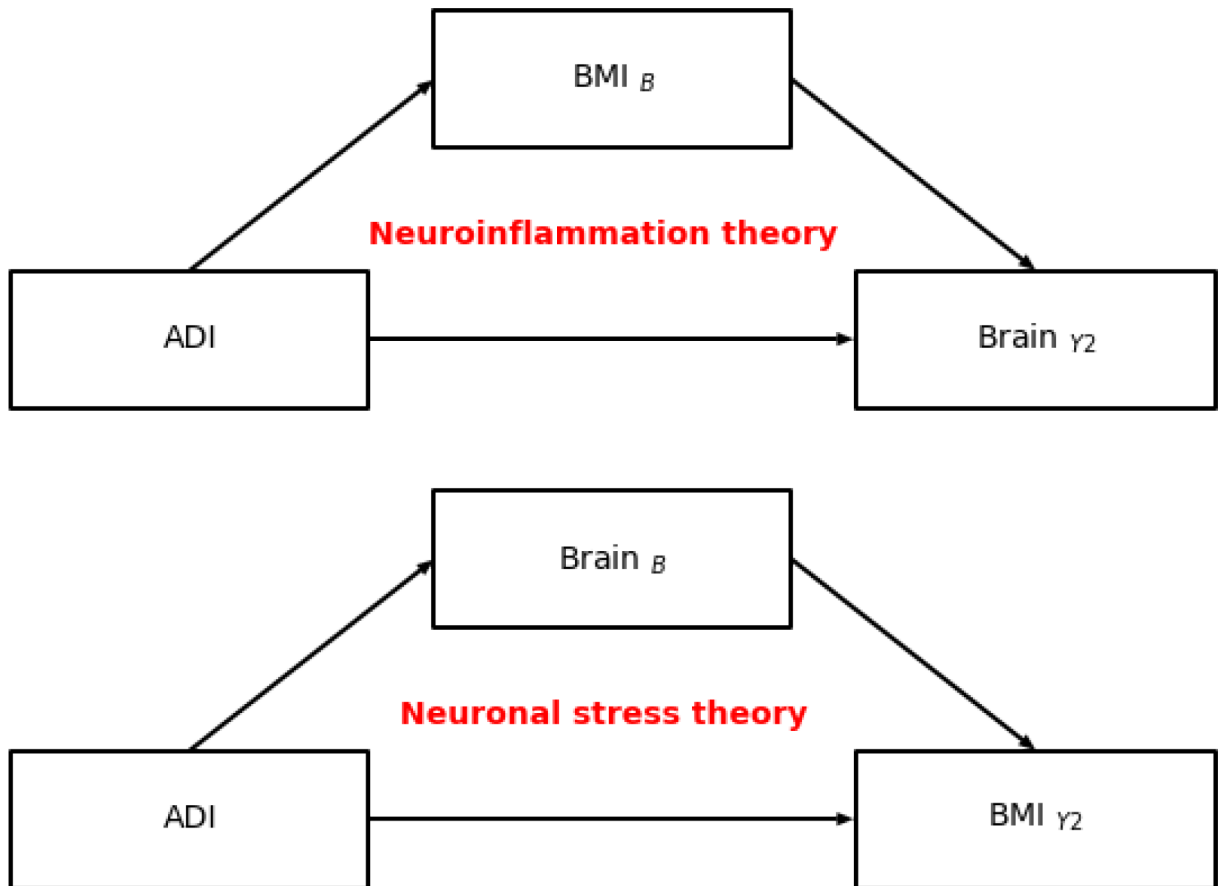 BMI B
Neuroinflammation theory
ADI
Brain Y2
Brain B
Neuronal stress theory
ADI
BMI Y2